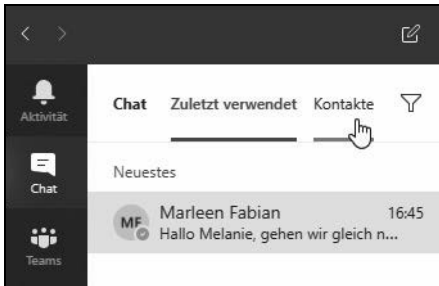 Aktivität
Chat
Teams
Chat Zuletzt verwendet Kontakte
Neuestes
MF Marleen Fabian 16:45
Hallo Melanie, gehen wir gleich n...